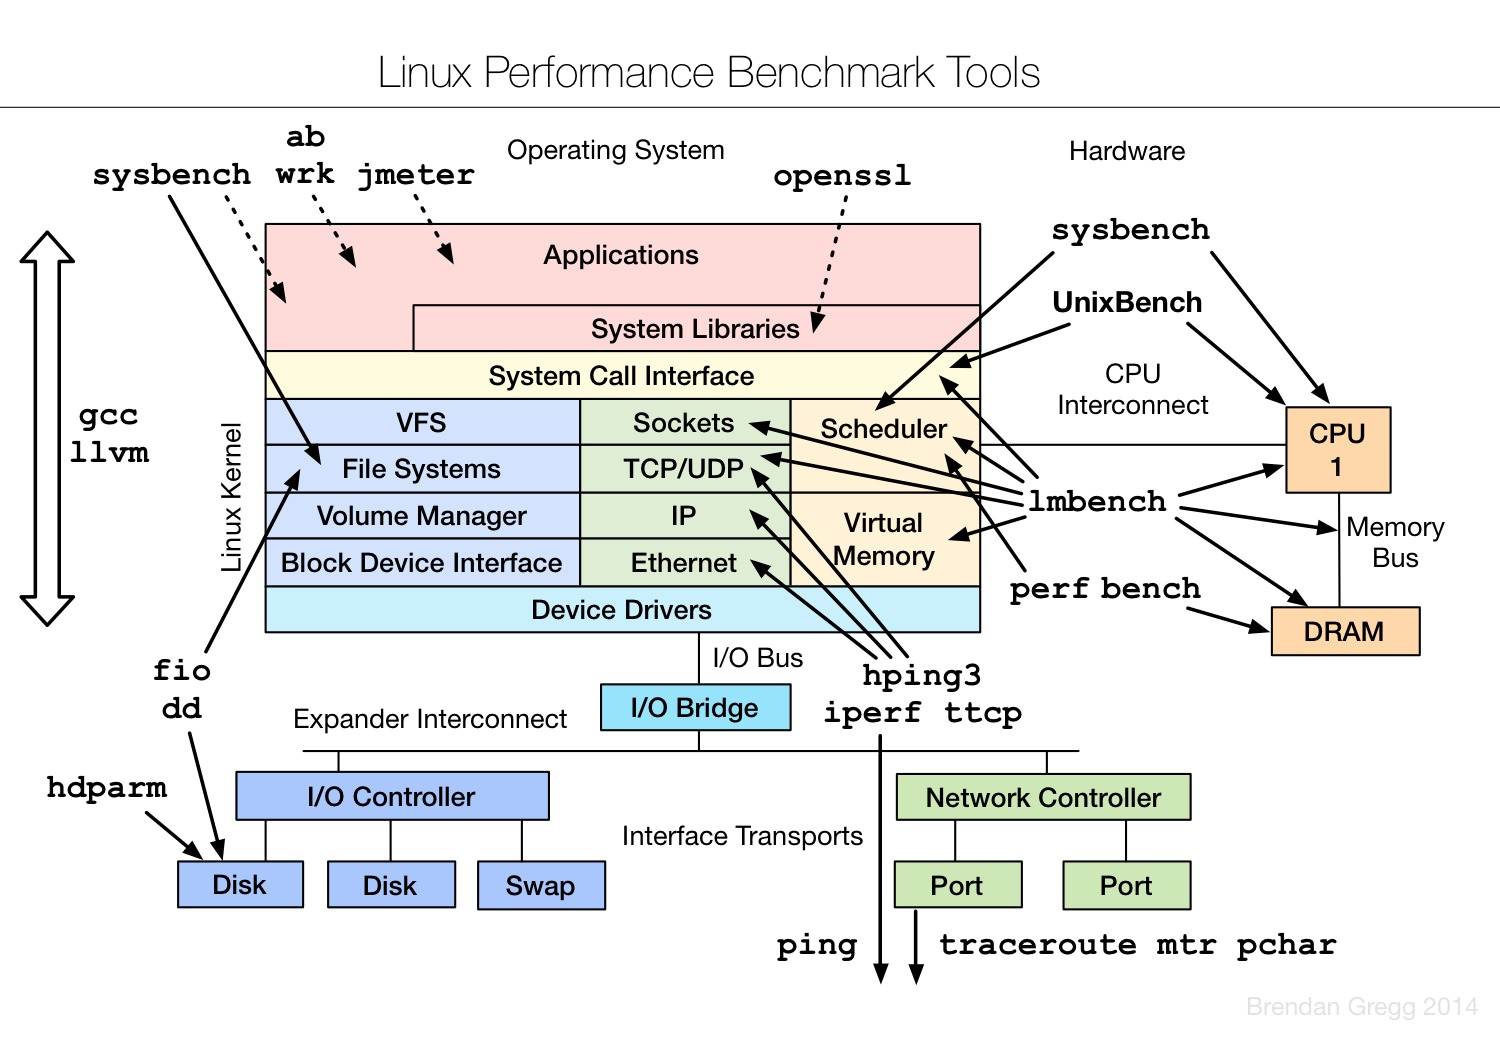 Linux Performance Benchmark Tools
Operating System
Hardware
ab
sysbench wrk jmeter
openssl
sysbench
UnixBench
Applications
System Libraries
System Call Interface
CPU
Interconnect
gcc
llvm
Linux Kernel
VFS
Sockets
Scheduler
CPU
1
File Systems
TCP/UDP
Volume Manager
IP
Virtual
Memory
lmbench
Memory
Bus
Block Device Interface
Ethernet
perf bench
Device Drivers
DRAM
fio
dd
I/O Bus
hping3
iperf ttcp
I/O Bridge
Expander Interconnect
hdparm
I/O Controller
Network Controller
Interface Transports
Disk
Disk
Swap
Port
Port
ping
traceroute mtr pchar
Brendan Gregg 2014